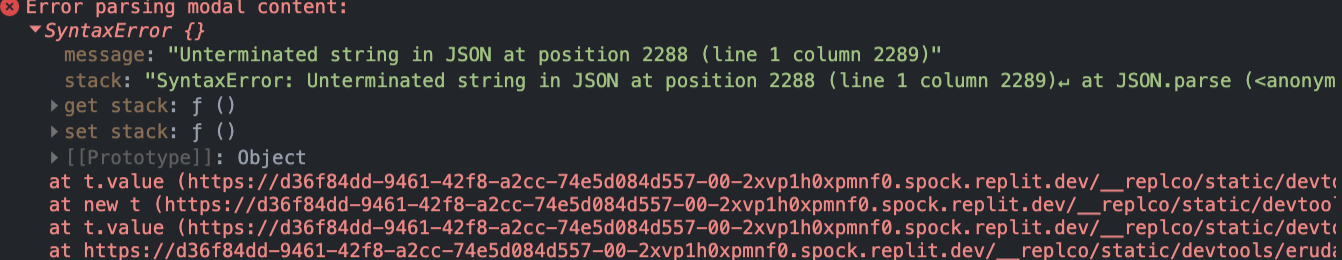 Error parsing modal content:
SyntaxError {}
message: "Unterminated string in JSON at position 2288 (line 1 column 2289)"
stack: "SyntaxError: Unterminated string in JSON at position 2288 (line 1 column 2289)↵ at JSON.parse (<anonym
get stack: ƒ ()
set stack: ƒ ()
[[Prototype]]: Object
at t.value (https://d36f84dd-9461-42f8-a2cc-74e5d084d557-00-2xvp1h0xpmnf0.spock.replit.dev/__replco/static/devto
at new t (https://d36f84dd-9461-42f8-a2cc-74e5d084d557-00-2xvp1h0xpmnf0.spock.replit.dev/__replco/static/devtoo
at t.value (https://d36f84dd-9461-42f8-a2cc-74e5d084d557-00-2xvp1h0xpmnf0.spock.replit.dev/__replco/static/devto
at https://d36f84dd-9461-42f8-a2cc-74e5d084d557-00-2xvp1h0xpmnf0.spock.replit.dev/__replco/static/devtools/eruda